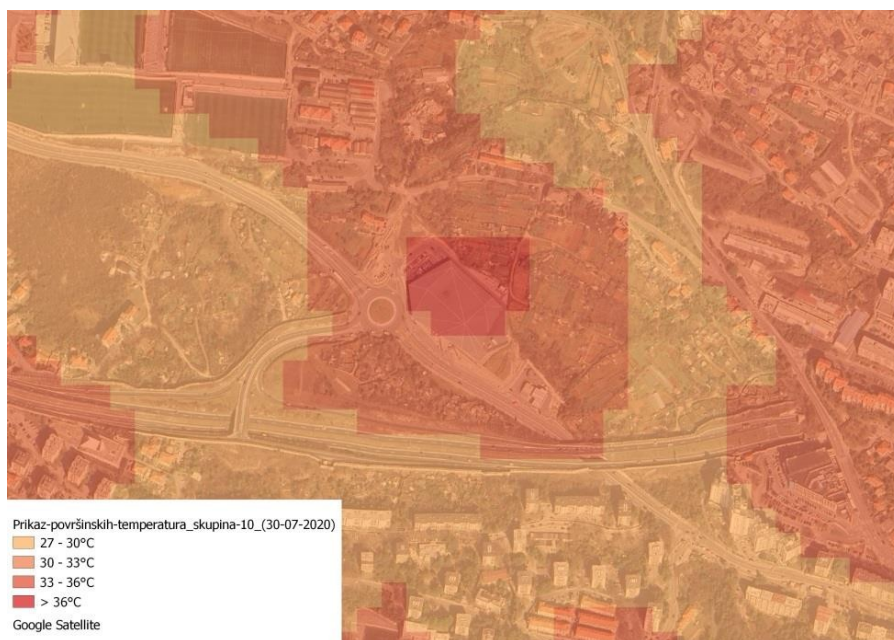 Prikaz-površinskih-temperatura_skupina-10_(30-07-2020)
27 - 30°C
30 - 33°C
33 - 36°C
> 36°C
Google Satellite